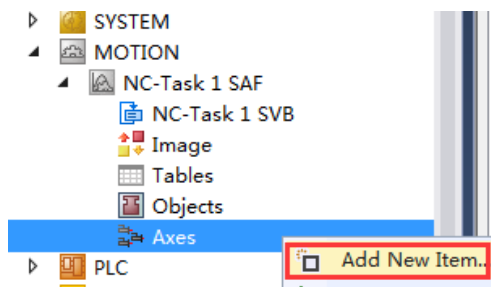 SYSTEM
MOTION
NC-Task 1 SAF
NC-Task 1 SVB
Image
Tables
Objects
Axes
Add New Item..
PLC